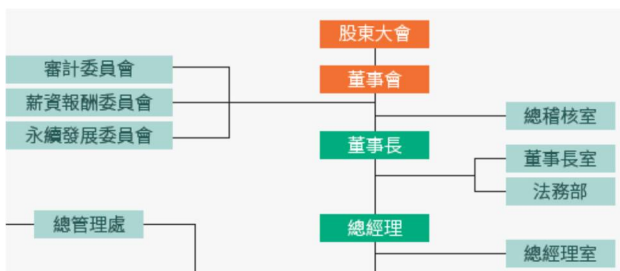 股東大會
董事會
審計委員會
薪資報酬委員會
永續發展委員會
總稽核室
董事長
董事長室
法務部
總經理
總管理處
總經理室